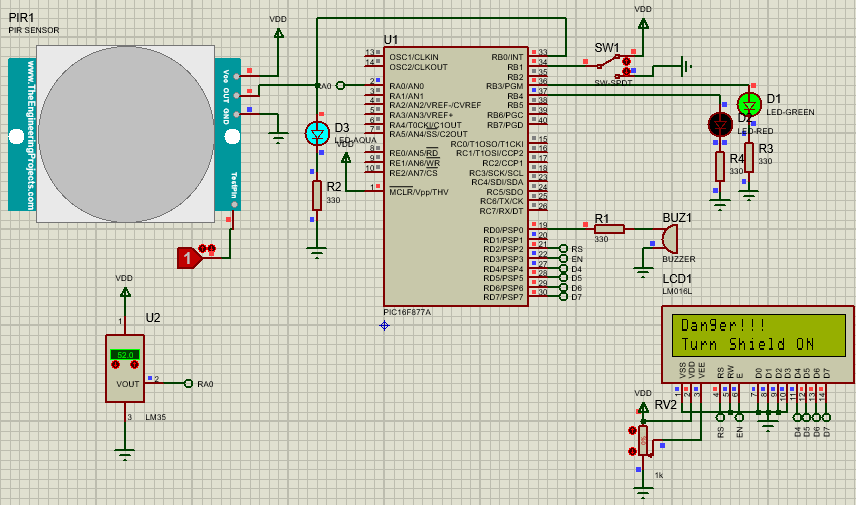 PIR1
PIR SENSOR
www.TheEngineeringProjects.com
Vcc
OUT
GND
TestPin
1
VDD
RA0
D3
LED-AQUA
VDD
R2
330
U1
13 OSC1/CLKIN
14 OSC2/CLKOUT
2 RA0/AN0
3 RA1/AN1
4 RA2/AN2/VREF-/CVREF
5 RA3/AN3/VREF+
6 RA4/T0CKI/C1OUT
7 RA5/AN4/SS/C2OUT
8 RE0/AN5/RD
9 RE1/AN6/WR
10 RE2/AN7/CS
1 MCLR/Vpp/THV
RB0/INT 33
RB1 34
RB2 35
RB3/PGM 36
RB4 37
RB5 38
RB6/PGC 39
RB7/PGD 40
RC0/T1OSO/T1CKI 15
RC1/T1OSI/CCP2 16
RC2/CCP1 17
RC3/SCK/SCL 18
RC4/SDI/SDA 23
RC5/SDO 24
RC6/TX/CK 25
RC7/RX/DT 26
RD0/PSP0 19
RD1/PSP1 20
RD2/PSP2 21 RS
RD3/PSP3 22 EN
RD4/PSP4 27 D4
RD5/PSP5 28 D5
RD6/PSP6 29 D6
RD7/PSP7 30 D7
PIC16F877A
VDD
SW1
SW-SPDT
D1
LED-GREEN
LED-RED
R3
330
R4
330
R1
330
BUZ1
BUZZER
LCD1
LM016L
Danger!!!
Turn Shield ON
VSS VDD VEE RS RW E D0 D1 D2 D3 D4 D5 D6 D7
1 2 3 4 5 6 7 8 9 10 11 12 13 14
RS EN D4 D5 D6 D7
VDD
RV2
1k
VDD
U2
1
52.0
VOUT 2 RA0
3
LM35